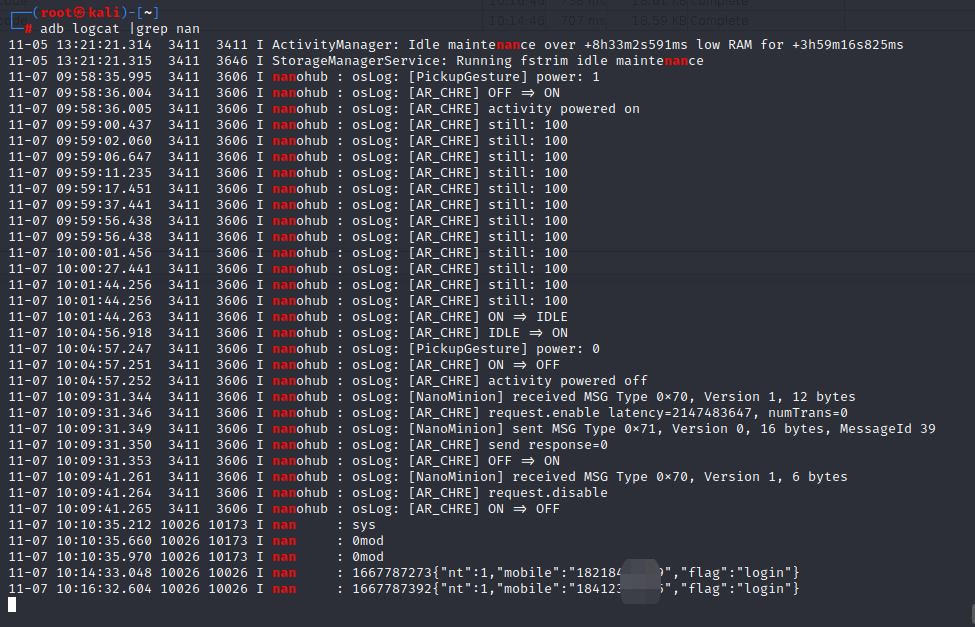 (root㉿kali)-[~]
# adb logcat |grep nan
11-05 13:21:21.314  3411  3411 I ActivityManager: Idle maintenance over +8h33m2s591ms low RAM for +3h59m16s825ms
11-05 13:21:21.315  3411  3646 I StorageManagerService: Running fstrim idle maintenance
11-07 09:58:35.995  3411  3606 I nanohub : osLog: [PickupGesture] power: 1
11-07 09:58:36.004  3411  3606 I nanohub : osLog: [AR_CHRE] OFF => ON
11-07 09:58:36.005  3411  3606 I nanohub : osLog: [AR_CHRE] activity powered on
11-07 09:59:00.437  3411  3606 I nanohub : osLog: [AR_CHRE] still: 100
11-07 09:59:02.060  3411  3606 I nanohub : osLog: [AR_CHRE] still: 100
11-07 09:59:06.647  3411  3606 I nanohub : osLog: [AR_CHRE] still: 100
11-07 09:59:11.235  3411  3606 I nanohub : osLog: [AR_CHRE] still: 100
11-07 09:59:17.451  3411  3606 I nanohub : osLog: [AR_CHRE] still: 100
11-07 09:59:37.441  3411  3606 I nanohub : osLog: [AR_CHRE] still: 100
11-07 09:59:56.438  3411  3606 I nanohub : osLog: [AR_CHRE] still: 100
11-07 09:59:56.438  3411  3606 I nanohub : osLog: [AR_CHRE] still: 100
11-07 10:00:01.456  3411  3606 I nanohub : osLog: [AR_CHRE] still: 100
11-07 10:00:27.441  3411  3606 I nanohub : osLog: [AR_CHRE] still: 100
11-07 10:01:44.256  3411  3606 I nanohub : osLog: [AR_CHRE] still: 100
11-07 10:01:44.256  3411  3606 I nanohub : osLog: [AR_CHRE] still: 100
11-07 10:01:44.263  3411  3606 I nanohub : osLog: [AR_CHRE] ON => IDLE
11-07 10:04:56.918  3411  3606 I nanohub : osLog: [AR_CHRE] IDLE => ON
11-07 10:04:57.247  3411  3606 I nanohub : osLog: [PickupGesture] power: 0
11-07 10:04:57.251  3411  3606 I nanohub : osLog: [AR_CHRE] ON => OFF
11-07 10:04:57.252  3411  3606 I nanohub : osLog: [AR_CHRE] activity powered off
11-07 10:09:31.344  3411  3606 I nanohub : osLog: [NanoMinion] received MSG Type 0×70, Version 1, 12 bytes
11-07 10:09:31.346  3411  3606 I nanohub : osLog: [AR_CHRE] request.enable latency=2147483647, numTrans=0
11-07 10:09:31.349  3411  3606 I nanohub : osLog: [NanoMinion] sent MSG Type 0×71, Version 0, 16 bytes, MessageId 39
11-07 10:09:31.350  3411  3606 I nanohub : osLog: [AR_CHRE] send response=0
11-07 10:09:31.353  3411  3606 I nanohub : osLog: [AR_CHRE] OFF => ON
11-07 10:09:41.261  3411  3606 I nanohub : osLog: [NanoMinion] received MSG Type 0×70, Version 1, 6 bytes
11-07 10:09:41.264  3411  3606 I nanohub : osLog: [AR_CHRE] request.disable
11-07 10:09:41.265  3411  3606 I nanohub : osLog: [AR_CHRE] ON => OFF
11-07 10:10:35.212 10026 10173 I nan     : sys
11-07 10:10:35.660 10026 10173 I nan     : 0mod
11-07 10:10:35.970 10026 10173 I nan     : 0mod
11-07 10:14:33.048 10026 10026 I nan     : 1667787273{"nt":1,"mobile":"18218 ","flag":"login"}
11-07 10:16:32.604 10026 10026 I nan     : 1667787392{"nt":1,"mobile":"184123 ","flag":"login"}